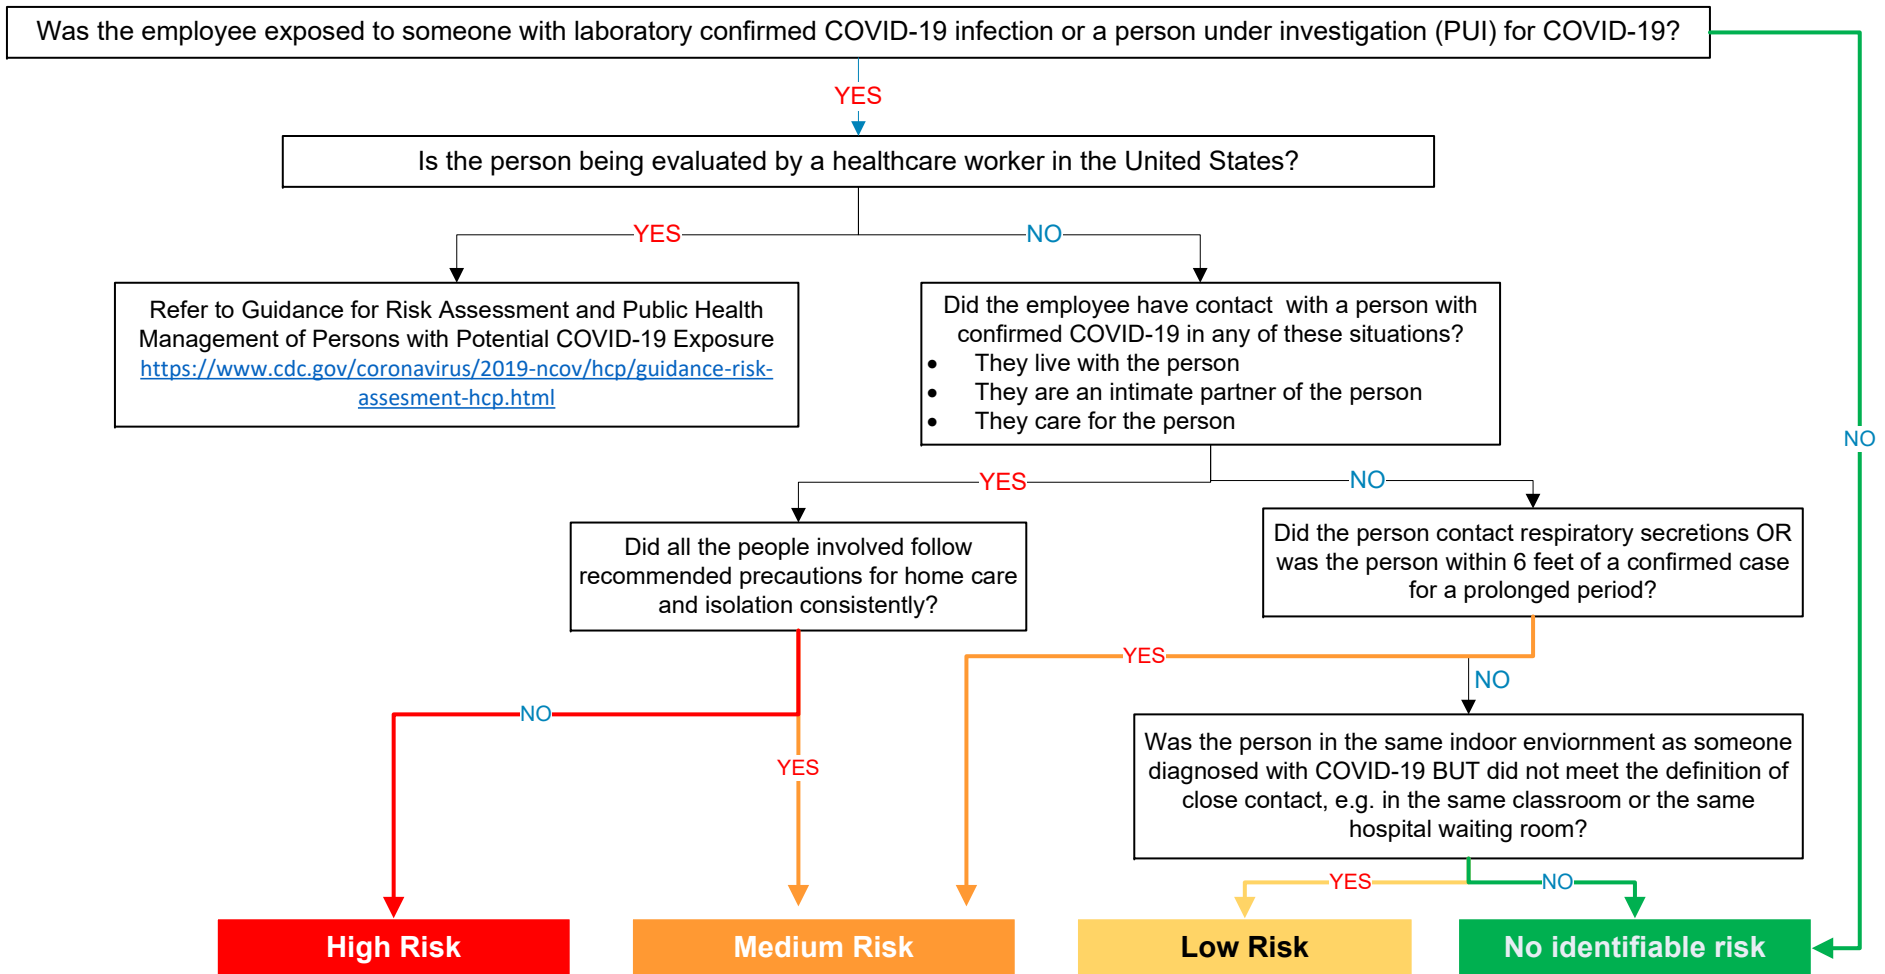 Was the employee exposed to someone with laboratory confirmed COVID-19 infection or a person under investigation (PUI) for COVID-19?
YES
Is the person being evaluated by a healthcare worker in the United States?
YES
NO
Refer to Guidance for Risk Assessment and Public Health
Management of Persons with Potential COVID-19 Exposure
https://www.cdc.gov/coronavirus/2019-ncov/hcp/guidance-risk-
assesment-hcp.html
Did the employee have contact with a person with
confirmed COVID-19 in any of these situations?
• They live with the person
• They are an intimate partner of the person
• They care for the person
NO
YES
NO
Did all the people involved follow
recommended precautions for home care
and isolation consistently?
Did the person contact respiratory secretions OR
was the person within 6 feet of a confirmed case
for a prolonged period?
YES
NO
NO
YES
Was the person in the same indoor enviornment as someone
diagnosed with COVID-19 BUT did not meet the definition of
close contact, e.g. in the same classroom or the same
hospital waiting room?
YES
NO
High Risk
Medium Risk
Low Risk
No identifiable risk